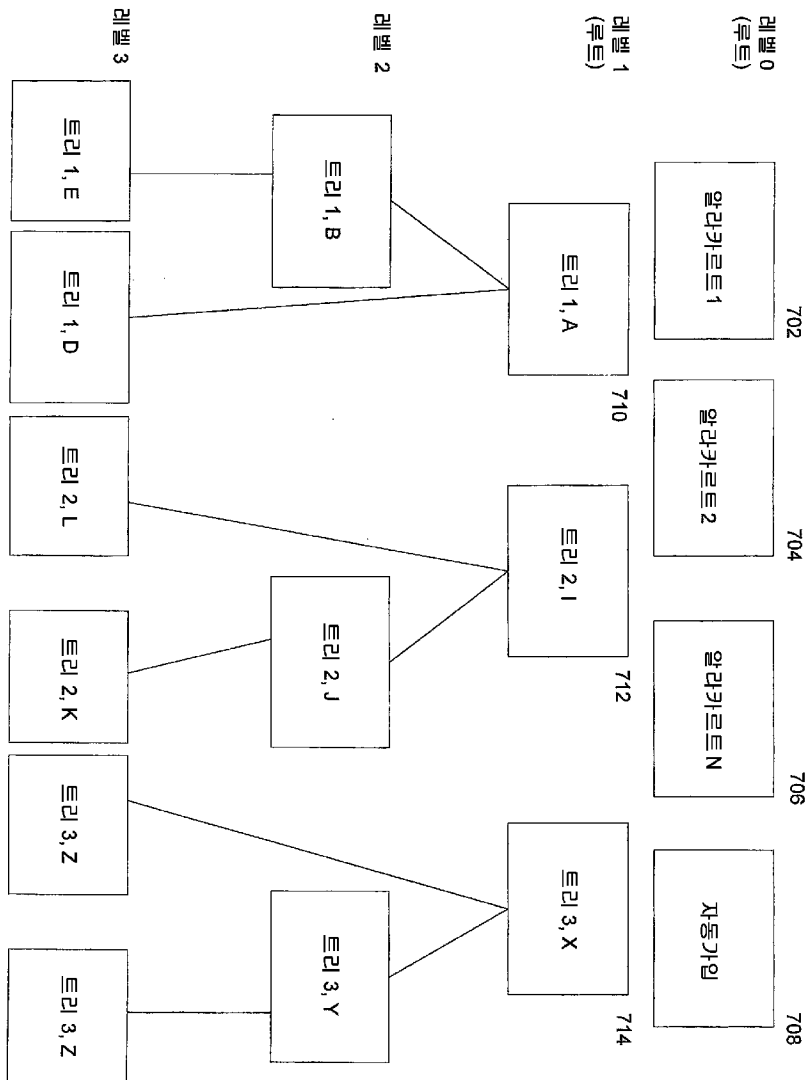 레벨 0
(루트)
알라카르트1
702
알라카르트2
704
알라카르트N
706
자동가입
708
레벨 1
(루트)
트리 1, A
710
트리 2, I
712
트리 3, X
714
레벨 2
트리 1, B
트리 2, J
트리 3, Y
레벨 3
트리 1, E
트리 1, D
트리 2, L
트리 2, K
트리 3, Z
트리 3, Z